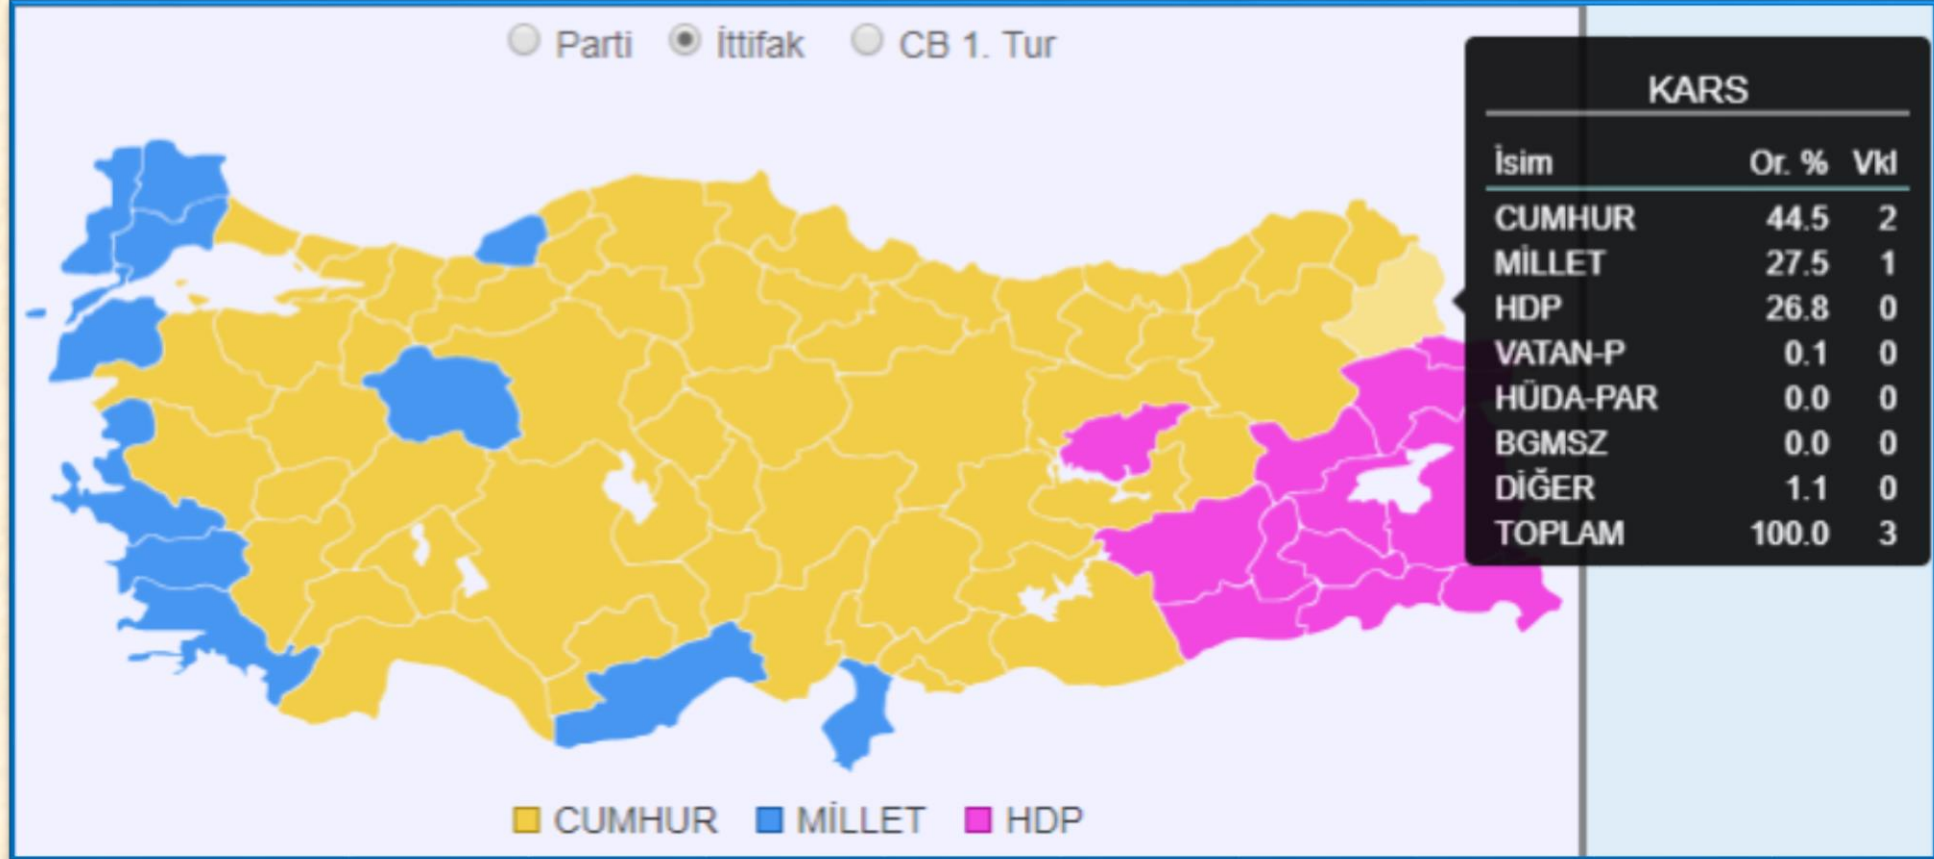 Parti İttifak CB 1. Tur
KARS
İsim Or. % Vkl
CUMHUR 44.5 2
MİLLET 27.5 1
HDP 26.8 0
VATAN-P 0.1 0
HÜDA-PAR 0.0 0
BGMSZ 0.0 0
DİĞER 1.1 0
TOPLAM 100.0 3
CUMHUR MİLLET HDP